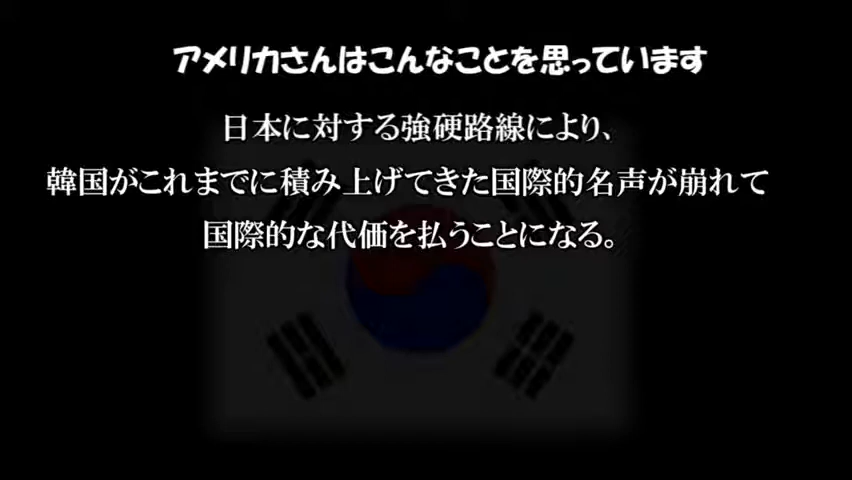 アメリカさんはこんなことを思っています
日本に対する強硬路線により、
韓国がこれまでに積み上げてきた国際的名声が崩れて
国際的な代価を払うことになる。